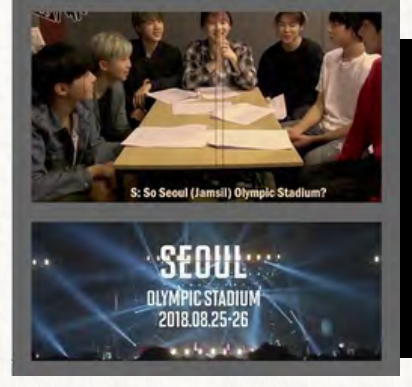 S: So Seoul (Jamsil) Olympic Stadium?
SEOUL
OLYMPIC STADIUM
2018.08.25-26